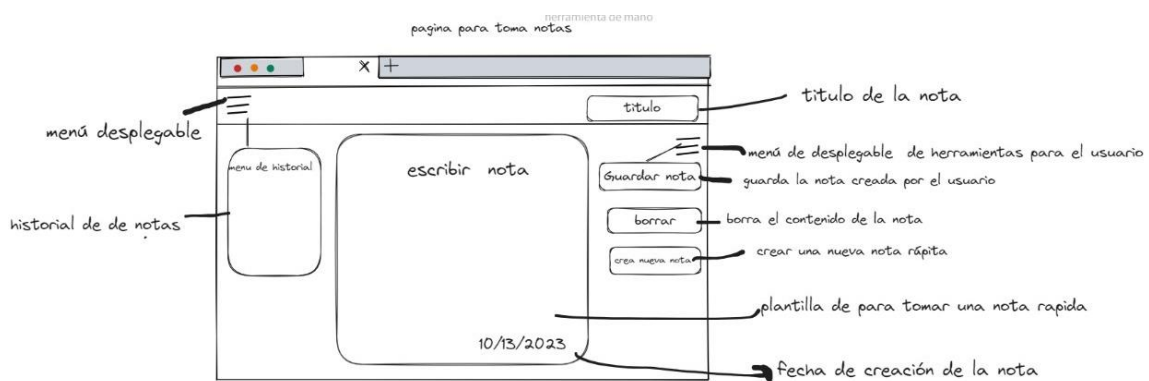 herramienta de mano
pagina para toma notas
titulo
titulo de la nota
menú desplegable
menu de historial
escribir nota
menú de desplegable de herramientas para el usuario
Guardar nota
guarda la nota creada por el usuario
historial de de notas
borrar
borra el contenido de la nota
crea nueva nota
crear una nueva nota rápita
plantilla de para tomar una nota rapida
10/13/2023
fecha de creación de la nota